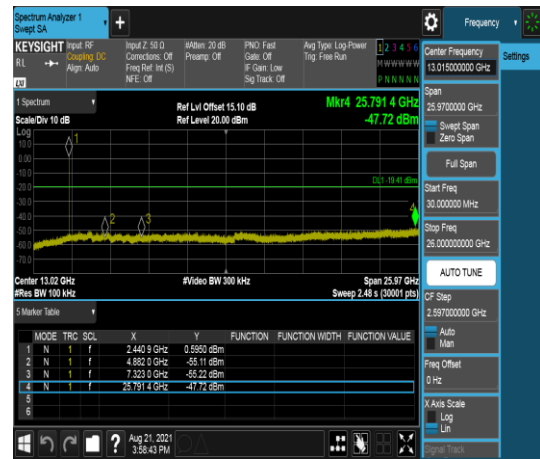 Spectrum Analyzer 1
Swept SA
+
Frequency
KEYSIGHT
RL
LXI
Input: RF
Coupling: DC
Align: Auto
Input Z: 50 Ω
Corrections: Off
Freq Ref: Int (S)
NFE: Off
#Atten: 20 dB
Preamp: Off
PNO: Fast
Gate: Off
IF Gain: Low
Sig Track: Off
Avg Type: Log-Power
Trig: Free Run
1 2 3 4 5 6
M W W W W W
P N N N N N
1 Spectrum
Scale/Div 10 dB
Ref Lvl Offset 15.10 dB
Ref Level 20.00 dBm
Mkr4 25.791 4 GHz
-47.72 dBm
Log
10.0
0.00
-10.0
-20.0
-30.0
-40.0
-50.0
-60.0
-70.0
1
2
3
4
DL1 -19.41 dBm
Center 13.02 GHz
#Res BW 100 kHz
#Video BW 300 kHz
Span 25.97 GHz
Sweep 2.48 s (30001 pts)
5 Marker Table
MODE TRC SCL X Y FUNCTION FUNCTION WIDTH FUNCTION VALUE
1 N 1 f 2.440 9 GHz 0.5950 dBm
2 N 1 f 4.882 0 GHz -55.11 dBm
3 N 1 f 7.323 0 GHz -55.22 dBm
4 N 1 f 25.791 4 GHz -47.72 dBm
5
6
?
Aug 21, 2021
3:58:43 PM
Settings
Center Frequency
13.015000000 GHz
Span
25.9700000 GHz
Swept Span
Zero Span
Full Span
Start Freq
30.000000 MHz
Stop Freq
26.000000000 GHz
AUTO TUNE
CF Step
2.597000000 GHz
Auto
Man
Freq Offset
0 Hz
X Axis Scale
Log
Lin
Signal Track